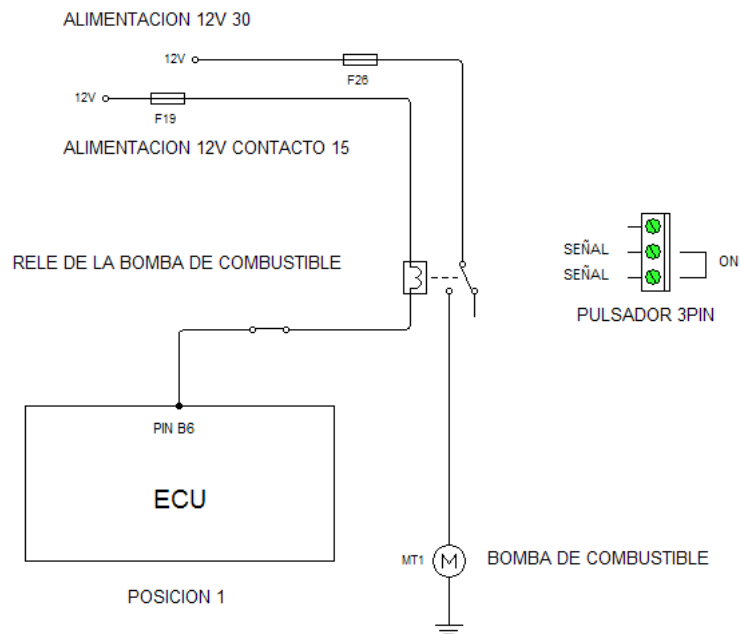 ALIMENTACION 12V 30
12V
F26
12V
F19
ALIMENTACION 12V CONTACTO 15
RELE DE LA BOMBA DE COMBUSTIBLE
SEÑAL
SEÑAL
ON
PULSADOR 3PIN
PIN B6
ECU
MT1
M
BOMBA DE COMBUSTIBLE
POSICION 1